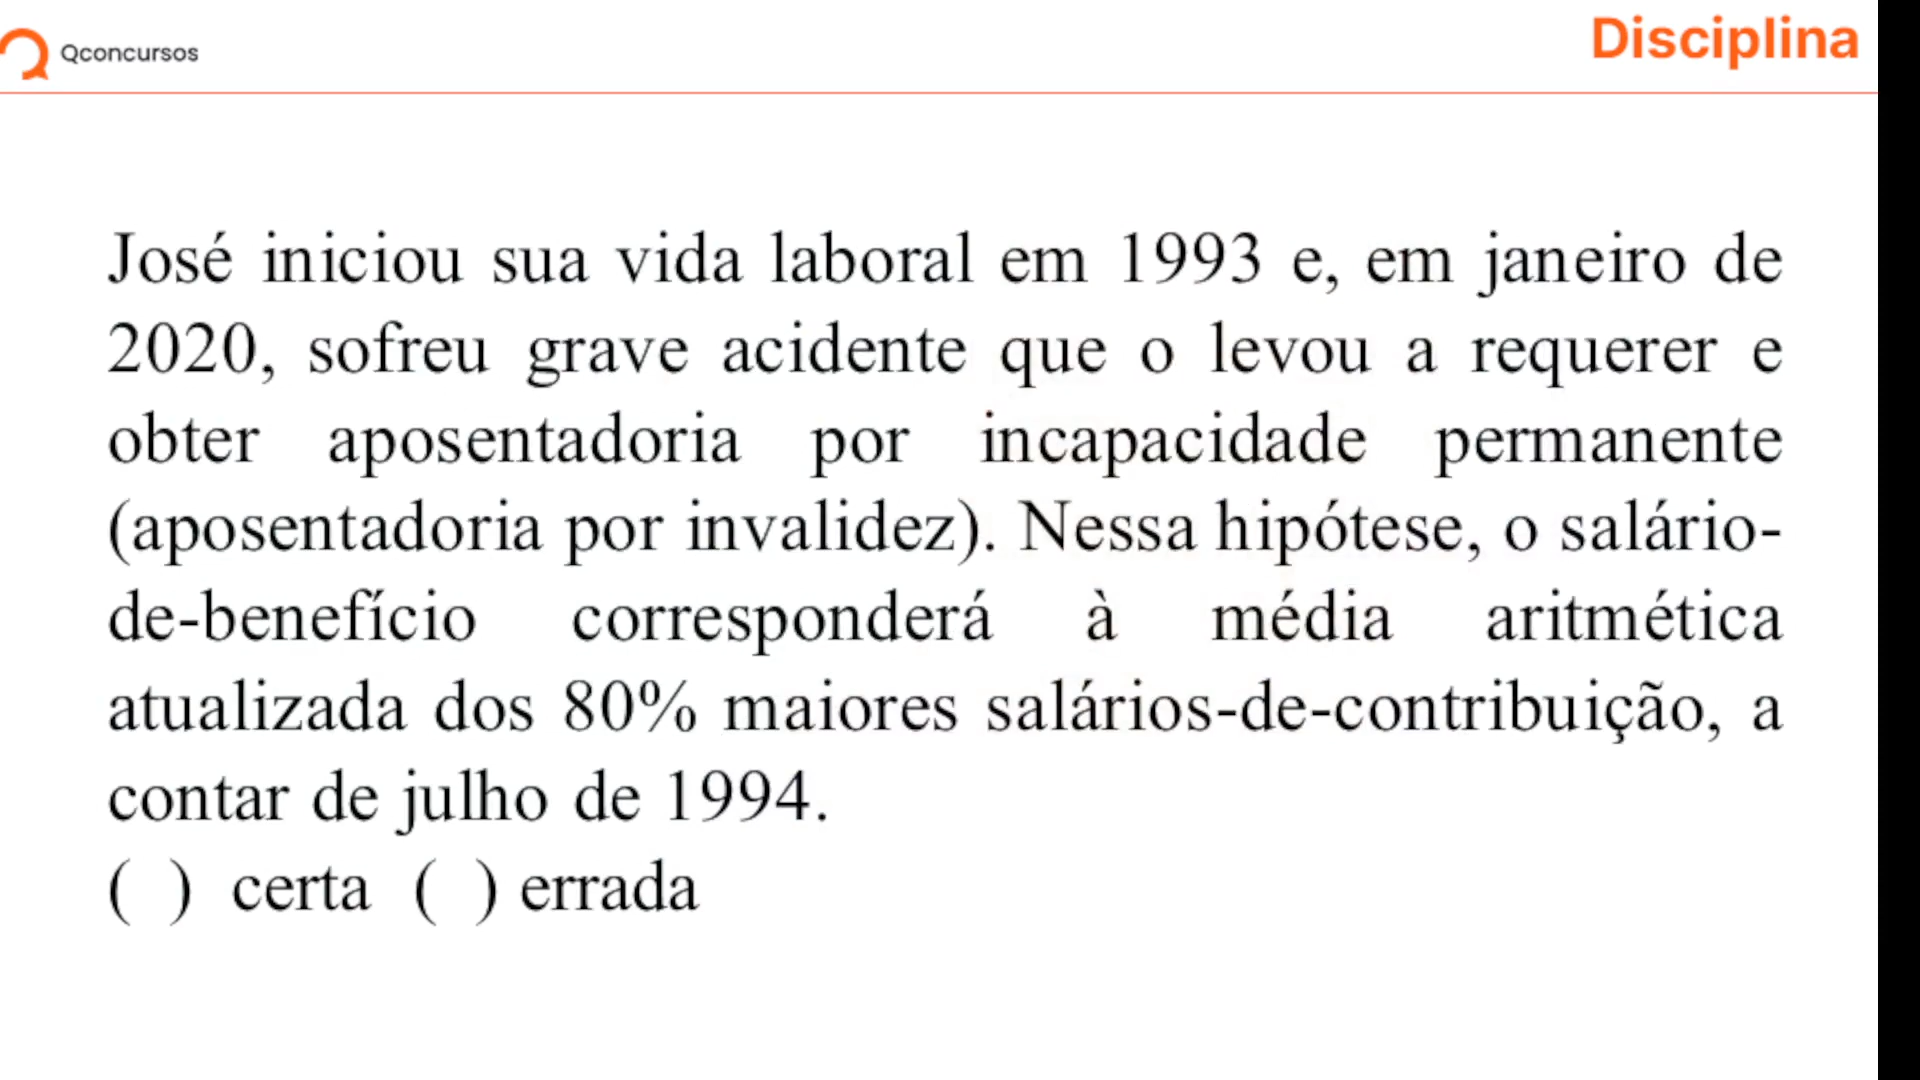 Qconcursos
Disciplina
José iniciou sua vida laboral em 1993 e, em janeiro de
2020, sofreu grave acidente que o levou a requerer e
obter aposentadoria por incapacidade permanente
(aposentadoria por invalidez). Nessa hipótese, o salário-
de-benefício corresponderá à média aritmética
atualizada dos 80% maiores salários-de-contribuição, a
contar de julho de 1994.
( ) certa ( ) errada